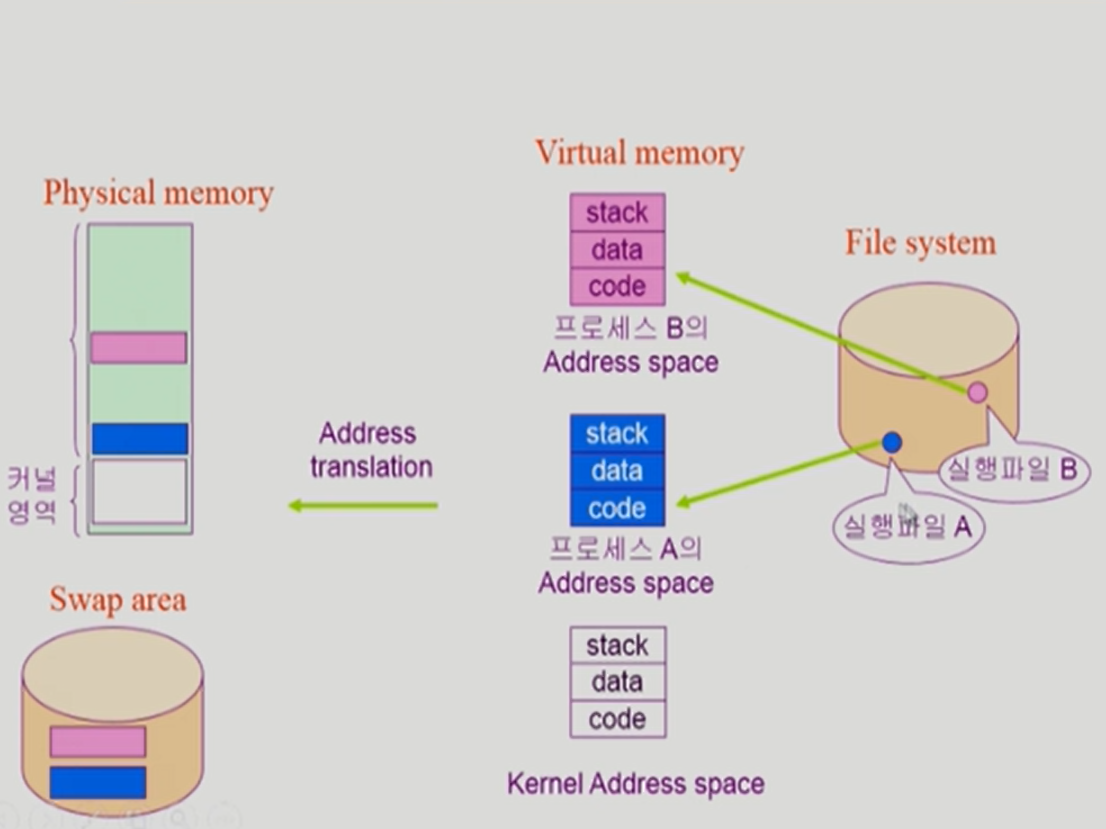 Virtual memory
Physical memory
stack
data
code
프로세스 B의
Address space
File system
실행파일 B
실행파일 A
Address
translation
stack
data
code
프로세스 A의
Address space
커널
영역
Swap area
stack
data
code
Kernel Address space